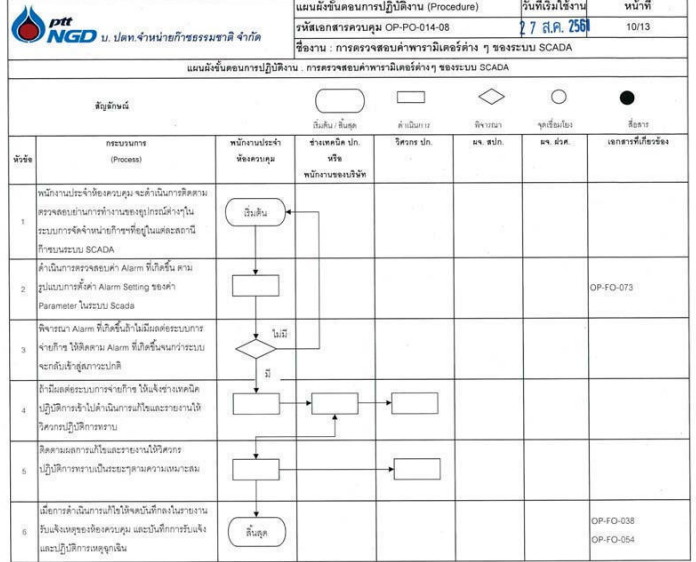 แผนผังขั้นตอนการปฏิบัติงาน (Procedure)
วันที่เริ่มใช้งาน
หน้าที่
ptt
NGD บ. ปตท.จำหน่ายก๊าซธรรมชาติ จำกัด
รหัสเอกสารควบคุม OP-PO-014-08
2 7 ส.ค. 2561
10/13
ชื่องาน : การตรวจสอบค่าพารามิเตอร์ต่าง ๆ ของระบบ SCADA
แผนผังขั้นตอนการปฏิบัติงาน : การตรวจสอบค่าพารามิเตอร์ต่างๆ ของระบบ SCADA
สัญลักษณ์
เริ่มต้น / สิ้นสุด
ดำเนินการ
พิจารณา
จุดเชื่อมโยง
สื่อสาร
หัวข้อ
กระบวนการ
(Process)
พนักงานประจำ
ห้องควบคุม
ช่างเทคนิค ปก.
หรือ
พนักงานของบริษัท
วิศวกร ปก.
ผจ. สปก.
ผจ. ฝวศ.
เอกสารที่เกี่ยวข้อง
1
พนักงานประจำห้องควบคุม จะดำเนินการติดตาม
ตรวจสอบย่านการทำงานของอุปกรณ์ต่างๆใน
ระบบการจัดจำหน่ายก๊าซฯที่อยู่ในแต่ละสถานี
ก๊าซบนระบบ SCADA
เริ่มต้น
2
ดำเนินการตรวจสอบค่า Alarm ที่เกิดขึ้น ตาม
รูปแบบการตั้งค่า Alarm Setting ของค่า
Parameter ในระบบ Scada
OP-FO-073
3
พิจารณา Alarm ที่เกิดขึ้นถ้าไม่มีผลต่อระบบการ
จ่ายก๊าซ ให้ติดตาม Alarm ที่เกิดขึ้นจนกว่าระบบ
จะกลับเข้าสู่สภาวะปกติ
ไม่มี
มี
4
ถ้ามีผลต่อระบบการจ่ายก๊าซ ให้แจ้งช่างเทคนิค
ปฏิบัติการเข้าไปดำเนินการแก้ไขและรายงานให้
วิศวกรปฏิบัติการทราบ
5
ติดตามผลการแก้ไขและรายงานให้วิศวกร
ปฏิบัติการทราบเป็นระยะๆตามความเหมาะสม
6
เมื่อการดำเนินการแก้ไขให้จดบันทึกลงในรายงาน
รับแจ้งเหตุของห้องควบคุม และบันทึกการรับแจ้ง
และปฏิบัติการเหตุฉุกเฉิน
สิ้นสุด
OP-FO-038
OP-FO-054